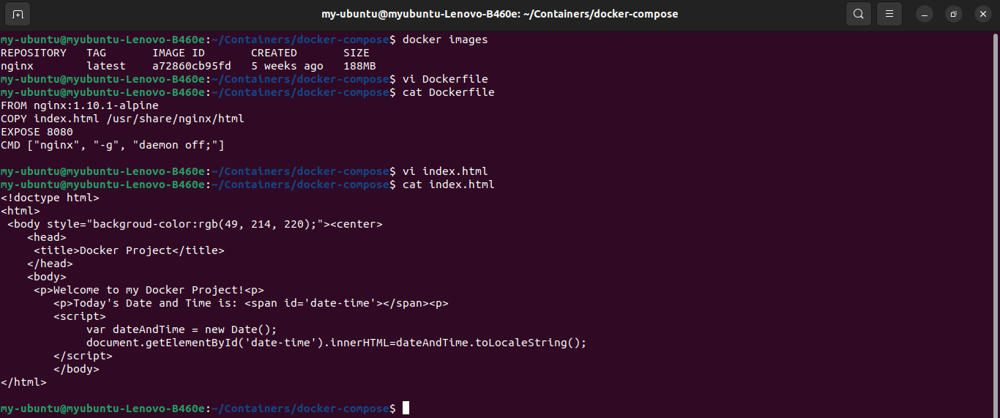 my-ubuntu@myubuntu-Lenovo-B460e: ~/Containers/docker-compose
my-ubuntu@myubuntu-Lenovo-B460e:~/Containers/docker-compose$ docker images
REPOSITORY   TAG       IMAGE ID       CREATED       SIZE
nginx        latest    a72860cb95fd   5 weeks ago   188MB
my-ubuntu@myubuntu-Lenovo-B460e:~/Containers/docker-compose$ vi Dockerfile
my-ubuntu@myubuntu-Lenovo-B460e:~/Containers/docker-compose$ cat Dockerfile
FROM nginx:1.10.1-alpine
COPY index.html /usr/share/nginx/html
EXPOSE 8080
CMD ["nginx", "-g", "daemon off;"]
my-ubuntu@myubuntu-Lenovo-B460e:~/Containers/docker-compose$ vi index.html
my-ubuntu@myubuntu-Lenovo-B460e:~/Containers/docker-compose$ cat index.html
<!doctype html>
<html>
 <body style="backgroud-color:rgb(49, 214, 220);"><center>
    <head>
     <title>Docker Project</title>
    </head>
    <body>
     <p>Welcome to my Docker Project!<p>
        <p>Today's Date and Time is: <span id='date-time'></span><p>
        <script>
             var dateAndTime = new Date();
             document.getElementById('date-time').innerHTML=dateAndTime.toLocaleString();
        </script>
        </body>
</html>
my-ubuntu@myubuntu-Lenovo-B460e:~/Containers/docker-compose$